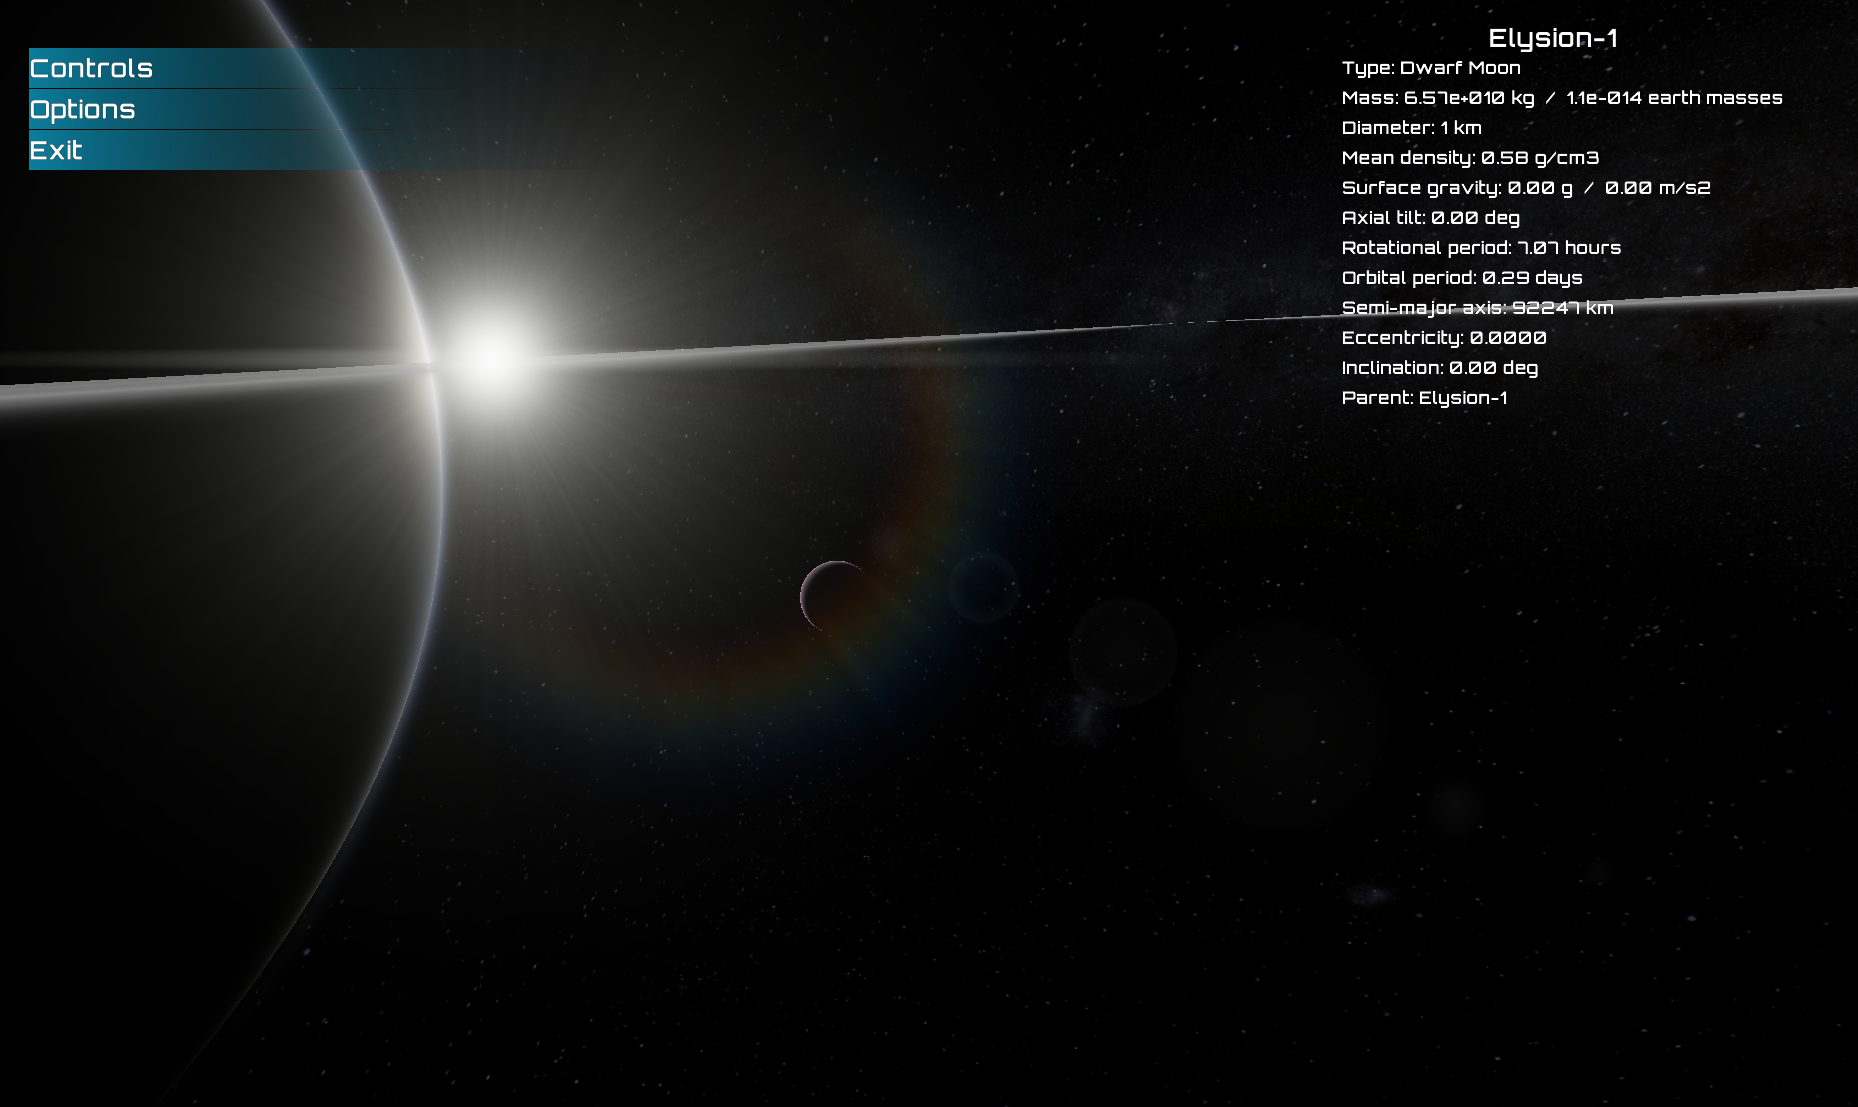 Controls
Options
Exit
Elysion-1
Type: Dwarf Moon
Mass: 6.57e+010 kg / 1.1e-014 earth masses
Diameter: 1 km
Mean density: 0.58 g/cm3
Surface gravity: 0.00 g / 0.00 m/s2
Axial tilt: 0.00 deg
Rotational period: 7.07 hours
Orbital period: 0.29 days
Semi-major axis: 92247 km
Eccentricity: 0.0000
Inclination: 0.00 deg
Parent: Elysion-1